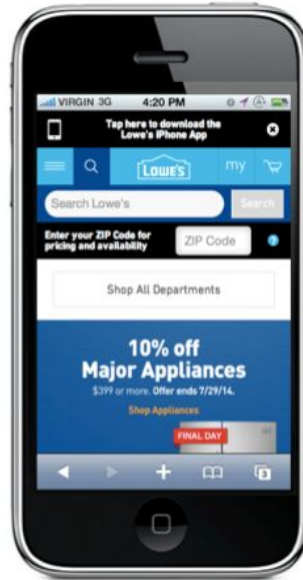 VIRGIN 3G 4:20 PM
Tap here to download the
Lowe's iPhone App
LOWE'S my
Search Lowe's Search
Enter your ZIP Code for
pricing and availability
ZIP Code ?
Shop All Departments
10% off
Major Appliances
$399 or more. Offer ends 7/29/14.
Shop Appliances
FINAL DAY
3